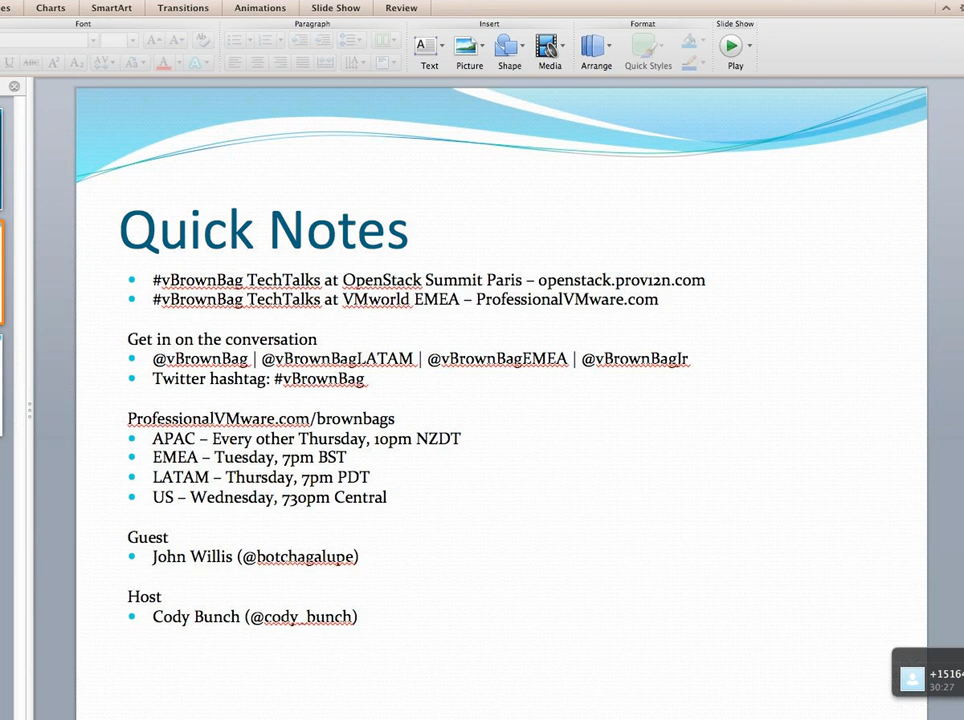 Charts SmartArt Transitions Animations Slide Show Review
Font Paragraph Insert Format Slide Show
Text Picture Shape Media Arrange Quick Styles Play
Quick Notes
#vBrownBag TechTalks at OpenStack Summit Paris – openstack.prov12n.com
#vBrownBag TechTalks at VMworld EMEA – ProfessionalVMware.com
Get in on the conversation
@vBrownBag | @vBrownBagLATAM | @vBrownBagEMEA | @vBrownBagJr
Twitter hashtag: #vBrownBag
ProfessionalVMware.com/brownbags
APAC – Every other Thursday, 10pm NZDT
EMEA – Tuesday, 7pm BST
LATAM – Thursday, 7pm PDT
US – Wednesday, 730pm Central
Guest
John Willis (@botchagalupe)
Host
Cody Bunch (@cody_bunch)
+1516
30:27